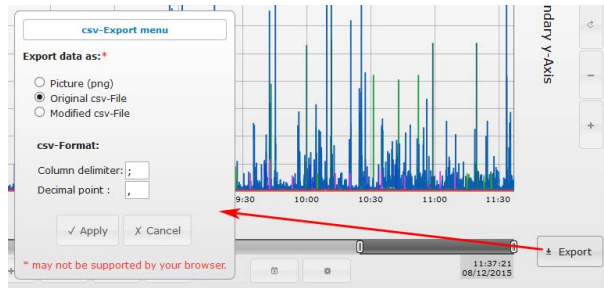 csv-Export menu
Export data as:*
Picture (png)
Original csv-File
Modified csv-File
csv-Format:
Column delimiter: ;
Decimal point : ,
✓ Apply
✗ Cancel
* may not be supported by your browser.
9:30 10:00 10:30 11:00 11:30
ndary y-Axis
−
+
+
11:37:21
08/12/2015
Export